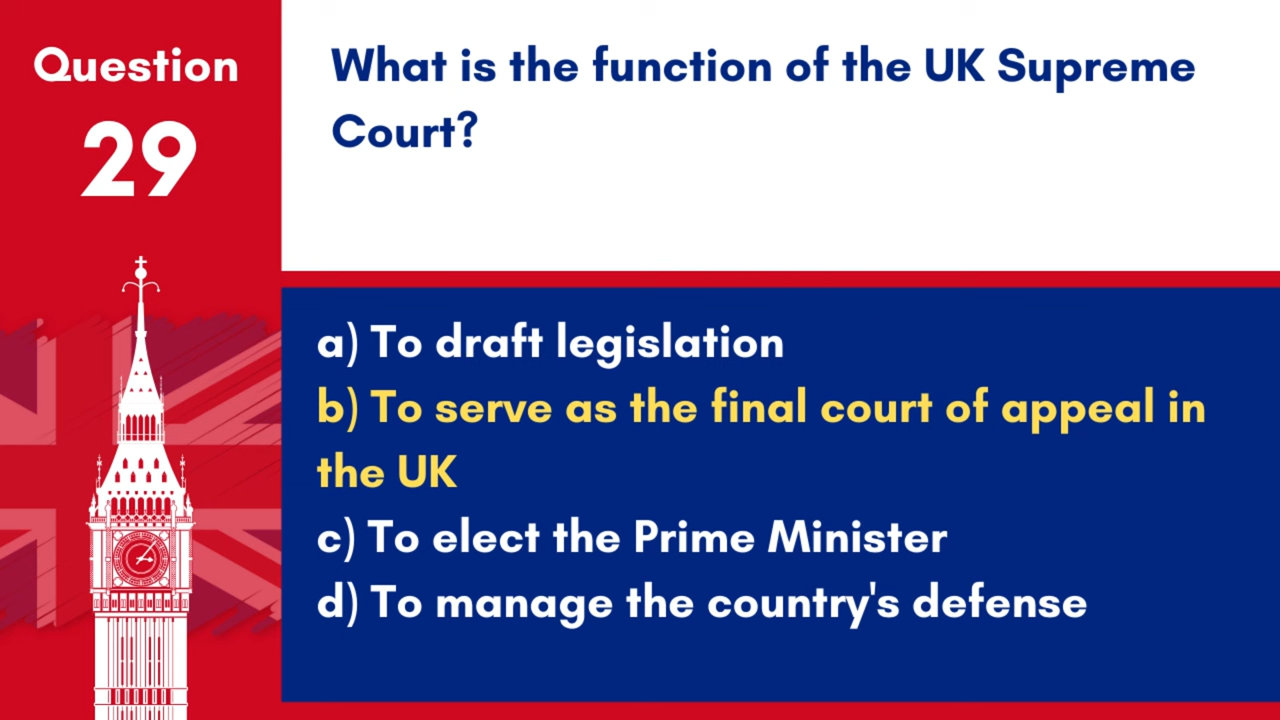 Question
29
What is the function of the UK Supreme
Court?
a) To draft legislation
b) To serve as the final court of appeal in
the UK
c) To elect the Prime Minister
d) To manage the country's defense